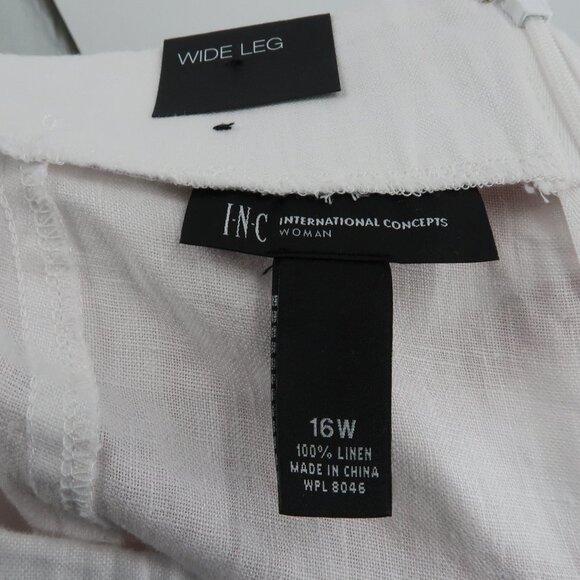 WIDE LEG
I·N·C INTERNATIONAL CONCEPTS
WOMAN
16W
100% LINEN
MADE IN CHINA
WPL 8046